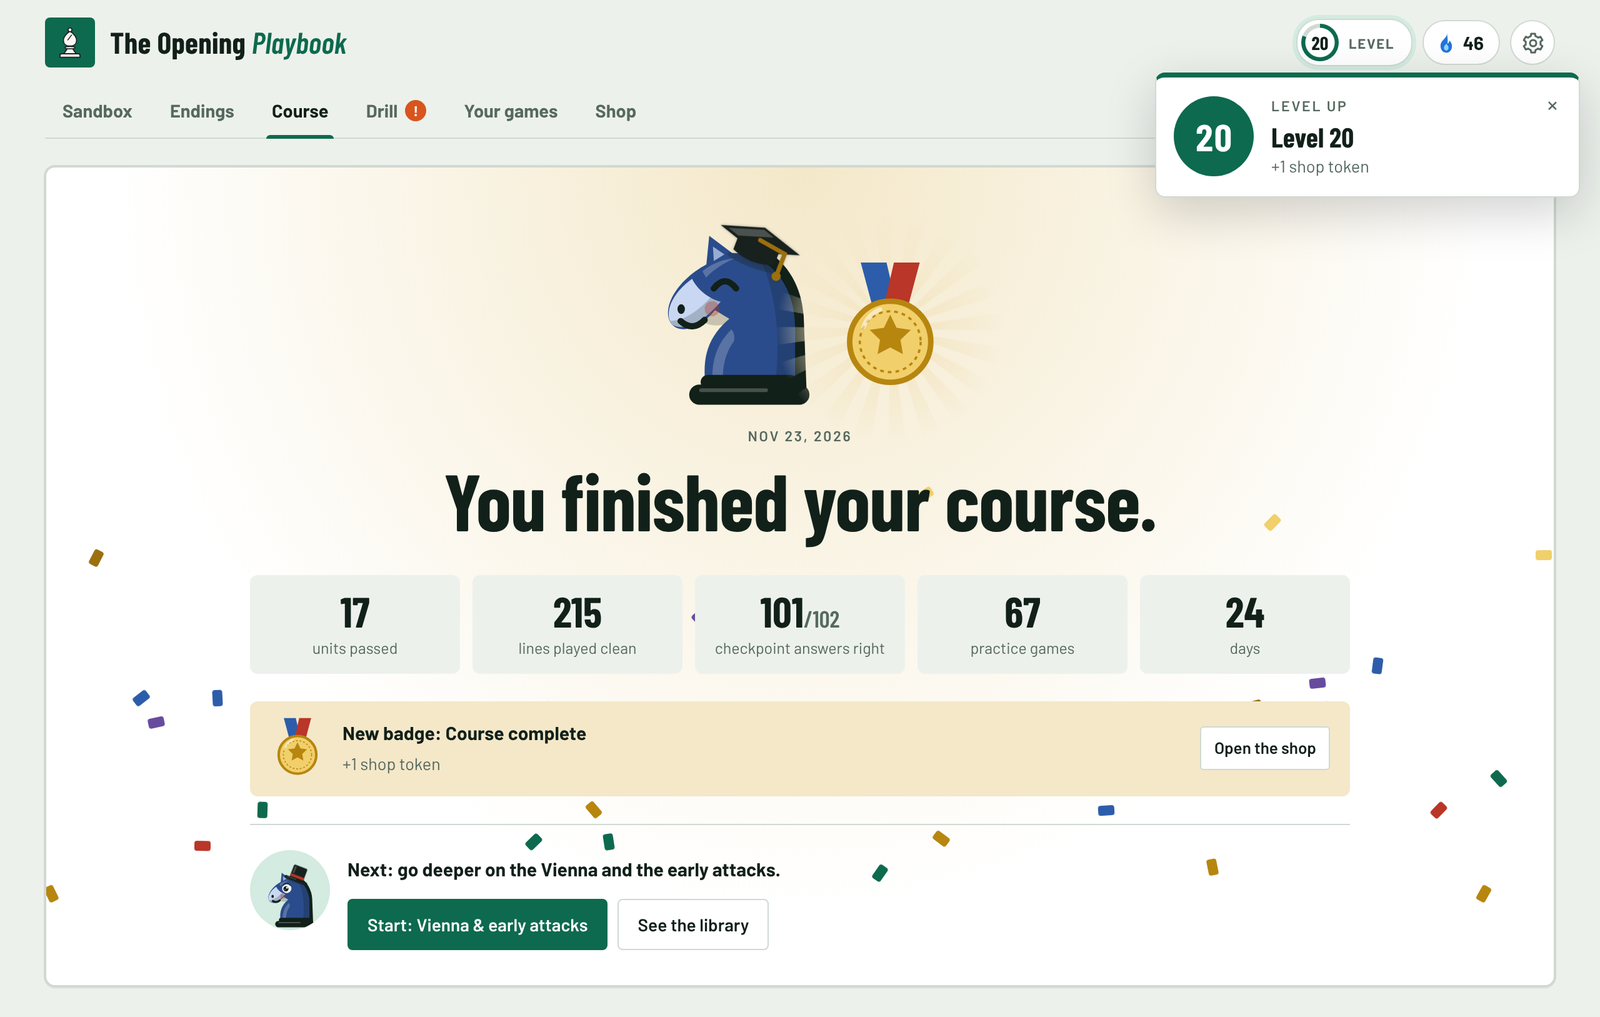 The Opening Playbook
20 LEVEL
46
Sandbox
Endings
Course
Drill !
Your games
Shop
20
LEVEL UP
Level 20
+1 shop token
×
NOV 23, 2026
You finished your course.
17
units passed
215
lines played clean
101/102
checkpoint answers right
67
practice games
24
days
New badge: Course complete
+1 shop token
Open the shop
Next: go deeper on the Vienna and the early attacks.
Start: Vienna & early attacks
See the library